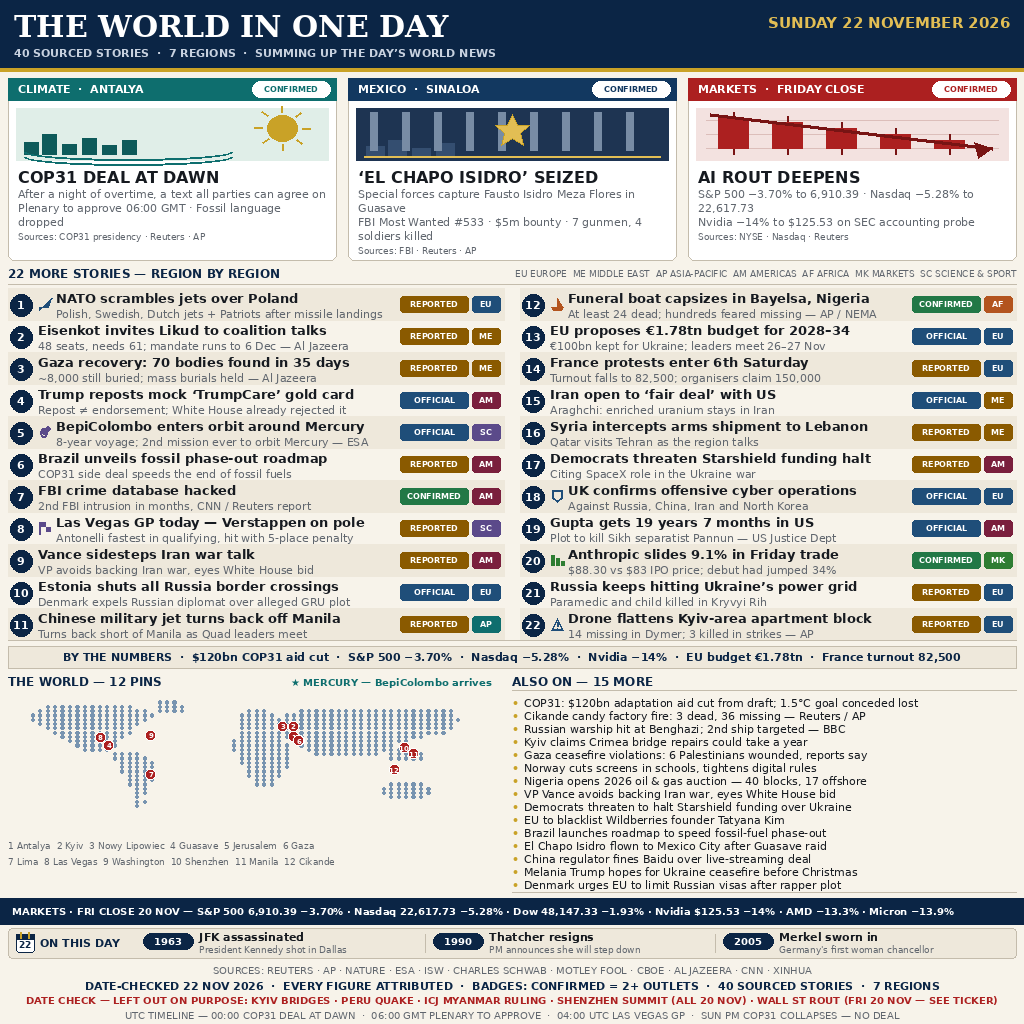 THE WORLD IN ONE DAY
SUNDAY 22 NOVEMBER 2026
40 SOURCED STORIES · 7 REGIONS · SUMMING UP THE DAY'S WORLD NEWS
CLIMATE · ANTALYA
CONFIRMED
COP31 DEAL AT DAWN
After a night of overtime, a text all parties can agree on
Plenary to approve 06:00 GMT · Fossil language
dropped
Sources: COP31 presidency · Reuters · AP
MEXICO · SINALOA
CONFIRMED
‘EL CHAPO ISIDRO’ SEIZED
Special forces capture Fausto Isidro Meza Flores in
Guasave
FBI Most Wanted #533 · $5m bounty · 7 gunmen, 4
soldiers killed
Sources: FBI · Reuters · AP
MARKETS · FRIDAY CLOSE
CONFIRMED
AI ROUT DEEPENS
S&P 500 −3.70% to 6,910.39 · Nasdaq −5.28% to
22,617.73
Nvidia −14% to $125.53 on SEC accounting probe
Sources: NYSE · Nasdaq · Reuters
22 MORE STORIES — REGION BY REGION
EU EUROPE ME MIDDLE EAST AP ASIA-PACIFIC AM AMERICAS AF AFRICA MK MARKETS SC SCIENCE & SPORT
1 NATO scrambles jets over Poland REPORTED EU
Polish, Swedish, Dutch jets + Patriots after missile landings
2 Eisenkot invites Likud to coalition talks REPORTED ME
48 seats, needs 61; mandate runs to 6 Dec — Al Jazeera
3 Gaza recovery: 70 bodies found in 35 days REPORTED ME
~8,000 still buried; mass burials held — Al Jazeera
4 Trump reposts mock ‘TrumpCare’ gold card OFFICIAL AM
Repost ≠ endorsement; White House already rejected it
5 BepiColombo enters orbit around Mercury OFFICIAL SC
8-year voyage; 2nd mission ever to orbit Mercury — ESA
6 Brazil unveils fossil phase-out roadmap REPORTED AM
COP31 side deal speeds the end of fossil fuels
7 FBI crime database hacked CONFIRMED AM
2nd FBI intrusion in months, CNN / Reuters report
8 Las Vegas GP today — Verstappen on pole REPORTED SC
Antonelli fastest in qualifying, hit with 5-place penalty
9 Vance sidesteps Iran war talk REPORTED AM
VP avoids backing Iran war, eyes White House bid
10 Estonia shuts all Russia border crossings OFFICIAL EU
Denmark expels Russian diplomat over alleged GRU plot
11 Chinese military jet turns back off Manila REPORTED AP
Turns back short of Manila as Quad leaders meet
12 Funeral boat capsizes in Bayelsa, Nigeria CONFIRMED AF
At least 24 dead; hundreds feared missing — AP / NEMA
13 EU proposes €1.78tn budget for 2028–34 OFFICIAL EU
€100bn kept for Ukraine; leaders meet 26–27 Nov
14 France protests enter 6th Saturday REPORTED EU
Turnout falls to 82,500; organisers claim 150,000
15 Iran open to ‘fair deal’ with US OFFICIAL ME
Araghchi: enriched uranium stays in Iran
16 Syria intercepts arms shipment to Lebanon REPORTED ME
Qatar visits Tehran as the region talks
17 Democrats threaten Starshield funding halt REPORTED AM
Citing SpaceX role in the Ukraine war
18 UK confirms offensive cyber operations OFFICIAL EU
Against Russia, China, Iran and North Korea
19 Gupta gets 19 years 7 months in US OFFICIAL AM
Plot to kill Sikh separatist Pannun — US Justice Dept
20 Anthropic slides 9.1% in Friday trade CONFIRMED MK
$88.30 vs $83 IPO price; debut had jumped 34%
21 Russia keeps hitting Ukraine’s power grid REPORTED EU
Paramedic and child killed in Kryvyi Rih
22 Drone flattens Kyiv-area apartment block REPORTED EU
14 missing in Dymer; 3 killed in strikes — AP
BY THE NUMBERS · $120bn COP31 aid cut · S&P 500 −3.70% · Nasdaq −5.28% · Nvidia −14% · EU budget €1.78tn · France turnout 82,500
THE WORLD — 12 PINS
★ MERCURY — BepiColombo arrives
3 2
8 9
4 6
7
12
1 Antalya 2 Kyiv 3 Nowy Lipowiec 4 Guasave 5 Jerusalem 6 Gaza
7 Lima 8 Las Vegas 9 Washington 10 Shenzhen 11 Manila 12 Cikande
ALSO ON — 15 MORE
• COP31: $120bn adaptation aid cut from draft; 1.5°C goal conceded lost
• Cikande candy factory fire: 3 dead, 36 missing — Reuters / AP
• Russian warship hit at Benghazi; 2nd ship targeted — BBC
• Kyiv claims Crimea bridge repairs could take a year
• Gaza ceasefire violations: 6 Palestinians wounded, reports say
• Norway cuts screens in schools, tightens digital rules
• Nigeria opens 2026 oil & gas auction — 40 blocks, 17 offshore
• VP Vance avoids backing Iran war, eyes White House bid
• Democrats threaten to halt Starshield funding over Ukraine
• EU to blacklist Wildberries founder Tatyana Kim
• Brazil launches roadmap to speed fossil-fuel phase-out
• El Chapo Isidro flown to Mexico City after Guasave raid
• China regulator fines Baidu over live-streaming deal
• Melania Trump hopes for Ukraine ceasefire before Christmas
• Denmark urges EU to limit Russian visas after rapper plot
MARKETS · FRI CLOSE 20 NOV — S&P 500 6,910.39 −3.70% · Nasdaq 22,617.73 −5.28% · Dow 48,147.33 −1.93% · Nvidia $125.53 −14% · AMD −13.3% · Micron −13.9%
22 ON THIS DAY
1963 JFK assassinated
President Kennedy shot in Dallas
1990 Thatcher resigns
PM announces she will step down
2005 Merkel sworn in
Germany's first woman chancellor
SOURCES: REUTERS · AP · NATURE · ESA · ISW · CHARLES SCHWAB · MOTLEY FOOL · CBOE · AL JAZEERA · CNN · XINHUA
DATE-CHECKED 22 NOV 2026 · EVERY FIGURE ATTRIBUTED · BADGES: CONFIRMED = 2+ OUTLETS · 40 SOURCED STORIES · 7 REGIONS
DATE CHECK — LEFT OUT ON PURPOSE: KYIV BRIDGES · PERU QUAKE · ICJ MYANMAR RULING · SHENZHEN SUMMIT (ALL 20 NOV) · WALL ST ROUT (FRI 20 NOV — SEE TICKER)
UTC TIMELINE — 00:00 COP31 DEAL AT DAWN · 06:00 GMT PLENARY TO APPROVE · 04:00 UTC LAS VEGAS GP · SUN PM COP31 COLLAPSES — NO DEAL